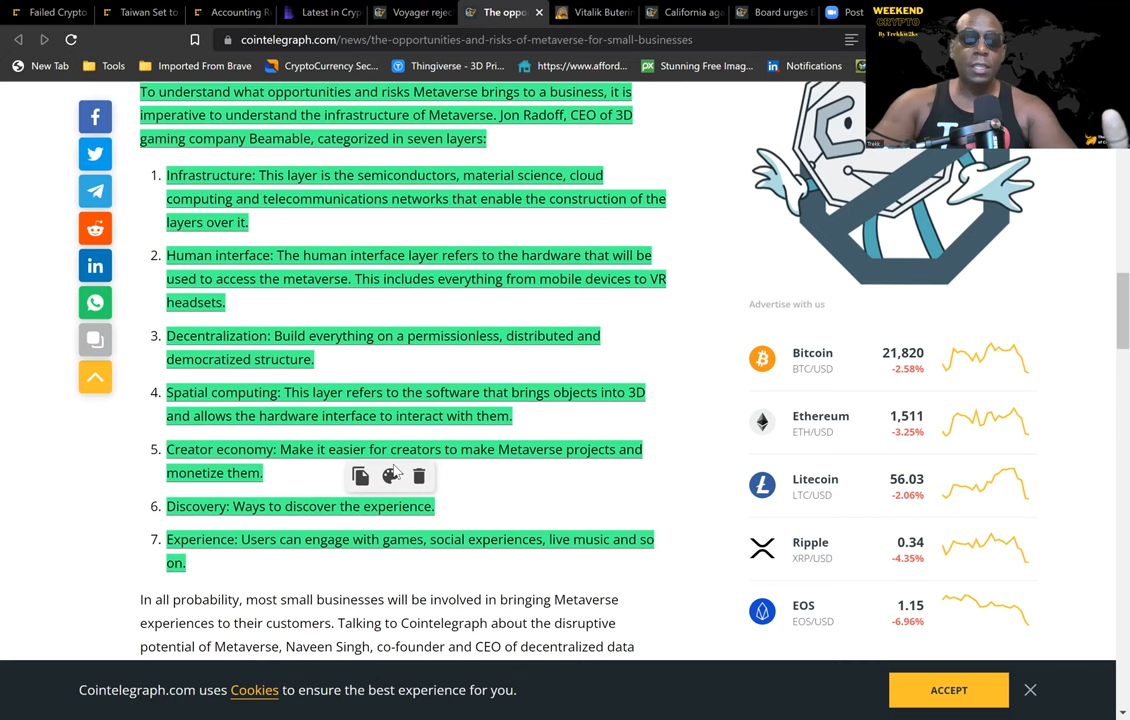 Failed Crypto
Taiwan Set to
Accounting R
Latest in Cryp
Voyager rejec
The oppo
Vitalik Buterin
California aga
Board urges
Post
cointelegraph.com/news/the-opportunities-and-risks-of-metaverse-for-small-businesses
New Tab
Tools
Imported From Brave
CryptoCurrency Sec...
Thingiverse - 3D Pri...
https://www.afford...
Stunning Free Imag...
Notifications
WEEKEND
CRYPTO
By Trekkw2ko
Trekk
To understand what opportunities and risks Metaverse brings to a business, it is
imperative to understand the infrastructure of Metaverse. Jon Radoff, CEO of 3D
gaming company Beamable, categorized in seven layers:
1. Infrastructure: This layer is the semiconductors, material science, cloud
computing and telecommunications networks that enable the construction of the
layers over it.
2. Human interface: The human interface layer refers to the hardware that will be
used to access the metaverse. This includes everything from mobile devices to VR
headsets.
3. Decentralization: Build everything on a permissionless, distributed and
democratized structure.
4. Spatial computing: This layer refers to the software that brings objects into 3D
and allows the hardware interface to interact with them.
5. Creator economy: Make it easier for creators to make Metaverse projects and
monetize them.
6. Discovery: Ways to discover the experience.
7. Experience: Users can engage with games, social experiences, live music and so
on.
In all probability, most small businesses will be involved in bringing Metaverse
experiences to their customers. Talking to Cointelegraph about the disruptive
potential of Metaverse, Naveen Singh, co-founder and CEO of decentralized data
Advertise with us
Bitcoin 21,820
BTC/USD -2.58%
Ethereum 1,511
ETH/USD -3.25%
Litecoin 56.03
LTC/USD -2.06%
Ripple 0.34
XRP/USD -4.35%
EOS 1.15
EOS/USD -6.96%
Cointelegraph.com uses Cookies to ensure the best experience for you.
ACCEPT